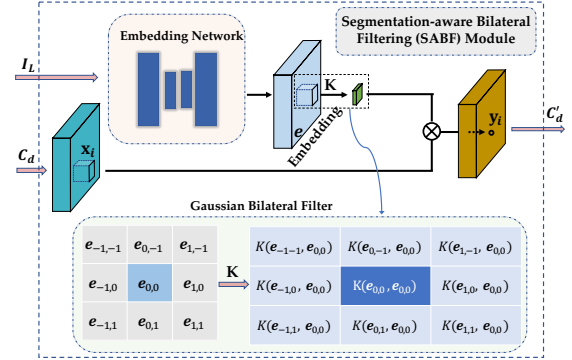 Segmentation-aware Bilateral
Filtering (SABF) Module
Embedding Network
I_L
K
e
Embedding
y_i
C'_d
C_d
x_i
Gaussian Bilateral Filter
e_{-1,-1} e_{0,-1} e_{1,-1}
e_{-1,0} e_{0,0} e_{1,0}
e_{-1,1} e_{0,1} e_{1,1}
K
K(e_{-1-1}, e_{0,0}) K(e_{0,-1}, e_{0,0}) K(e_{1,-1}, e_{0,0})
K(e_{-1,0}, e_{0,0}) K(e_{0,0}, e_{0,0}) K(e_{1,0}, e_{0,0})
K(e_{-1,1}, e_{0,0}) K(e_{0,1}, e_{0,0}) K(e_{1,1}, e_{0,0})